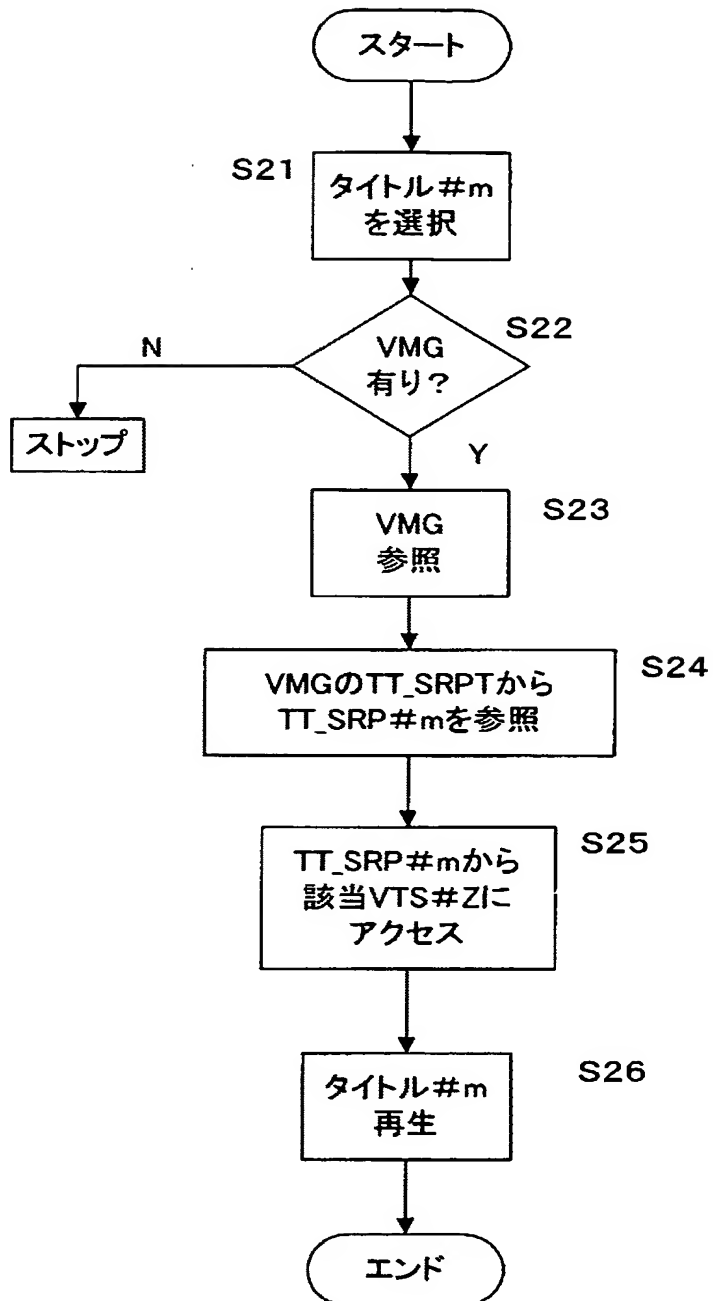 スタート
S21
タイトル#m
を選択
S22
VMG
有り?
N
ストップ
Y
S23
VMG
参照
S24
VMGのTT_SRPTから
TT_SRP#mを参照
S25
TT_SRP#mから
該当VTS#Zに
アクセス
S26
タイトル#m
再生
エンド